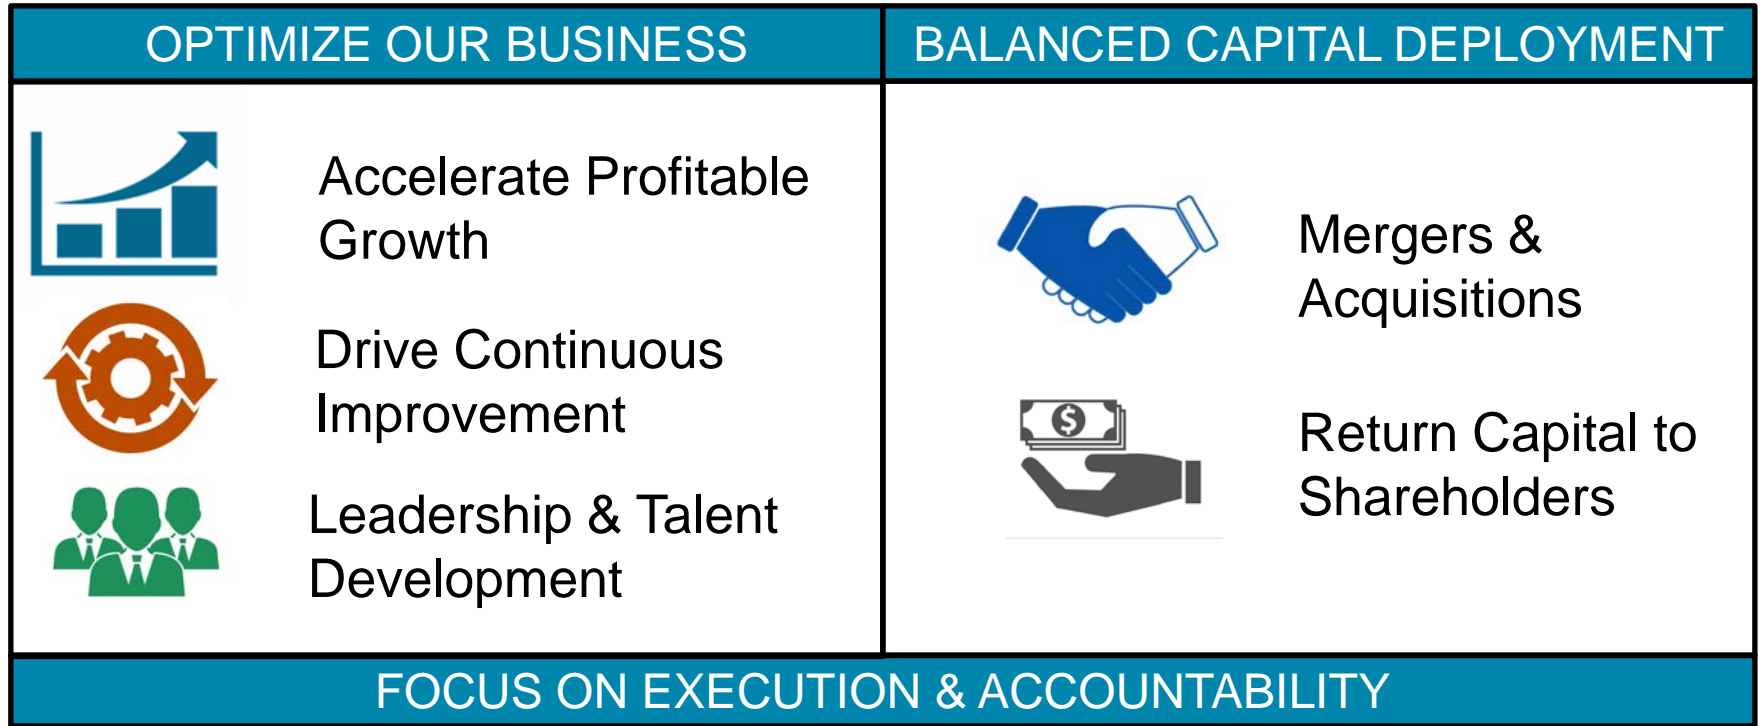 OPTIMIZE OUR BUSINESS
BALANCED CAPITAL DEPLOYMENT
Accelerate Profitable
Growth
Drive Continuous
Improvement
Leadership & Talent
Development
Mergers &
Acquisitions
$
Return Capital to
Shareholders
FOCUS ON EXECUTION & ACCOUNTABILITY